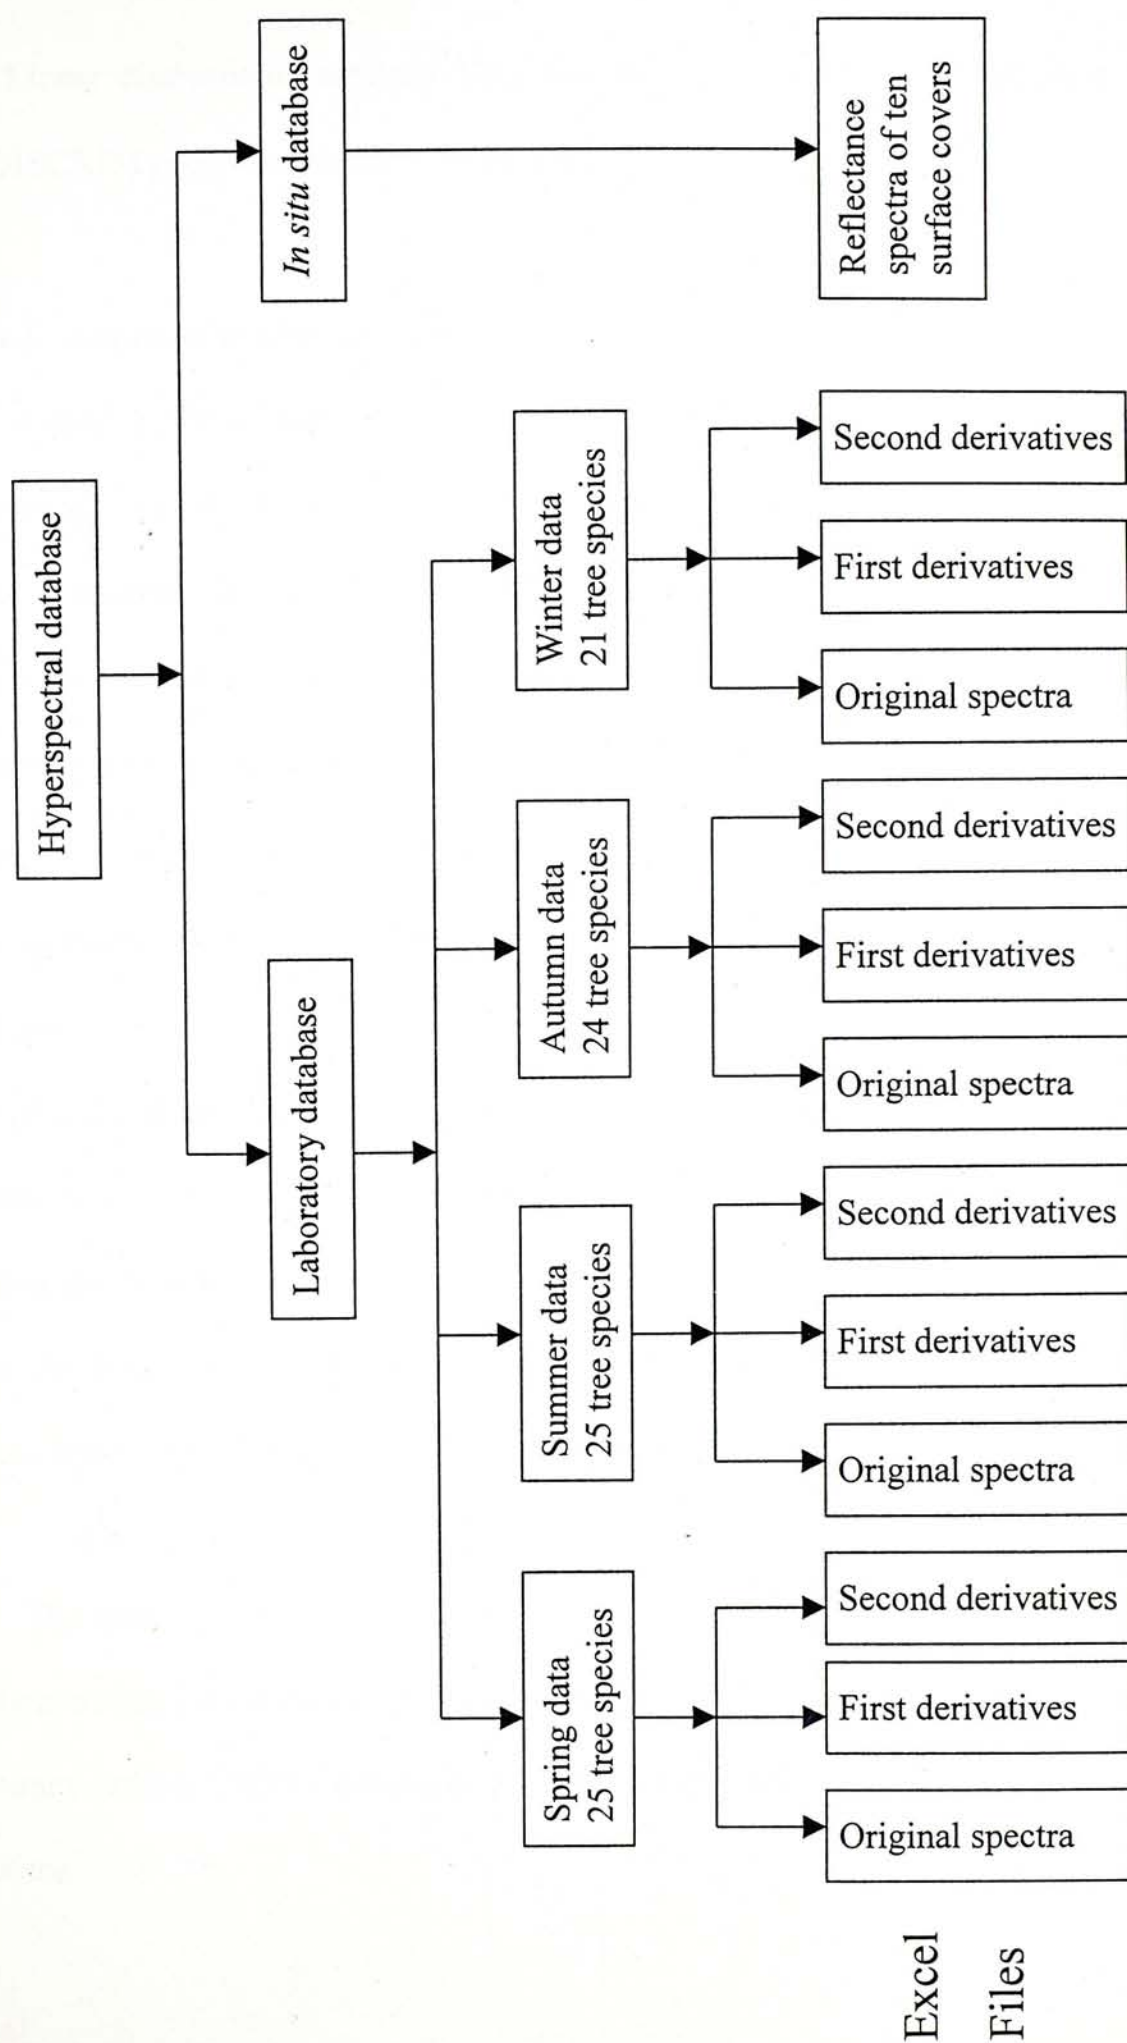 Hyperspectral database
Laboratory database
In situ database
Spring data
25 tree species
Summer data
25 tree species
Autumn data
24 tree species
Winter data
21 tree species
Excel
Files
Original spectra
First derivatives
Second derivatives
Original spectra
First derivatives
Second derivatives
Original spectra
First derivatives
Second derivatives
Original spectra
First derivatives
Second derivatives
Reflectance
spectra of ten
surface covers